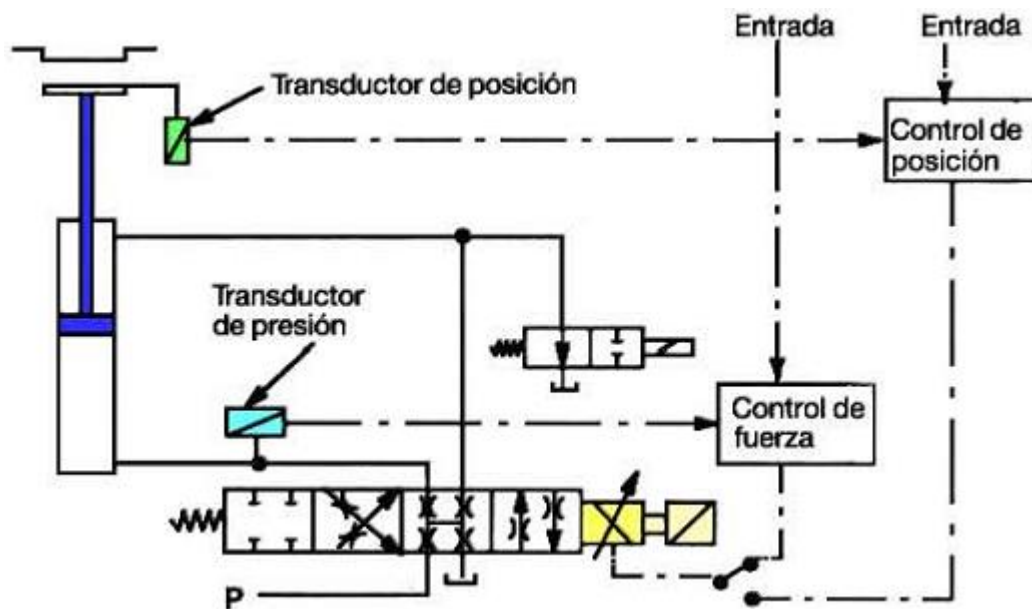 Entrada
Entrada
Transductor de posición
Control de
posición
Transductor
de presión
Control de
fuerza
P